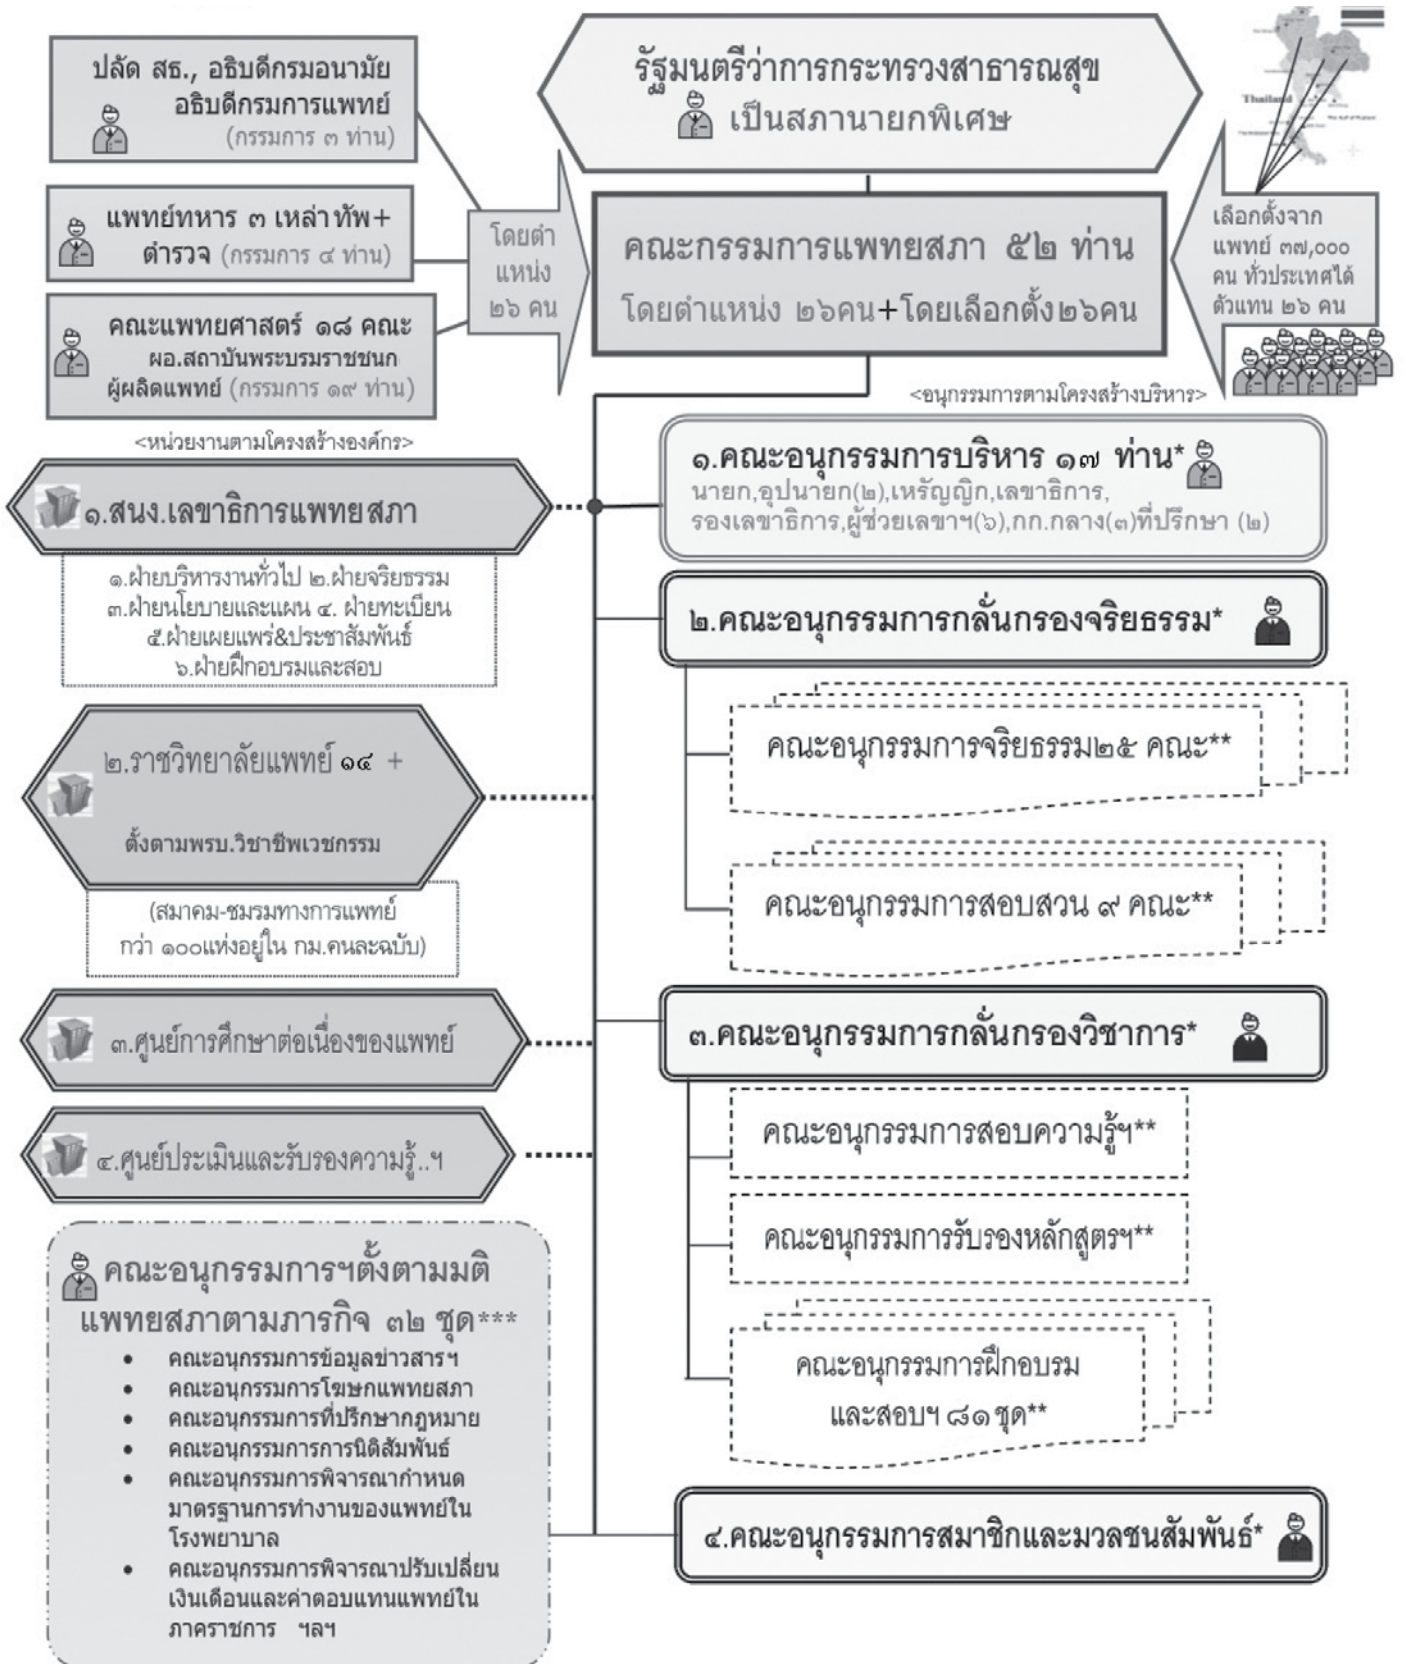 ปลัด สธ., อธิบดีกรมอนามัย
อธิบดีกรมการแพทย์
(กรรมการ ๓ ท่าน)
แพทย์ทหาร ๓ เหล่าทัพ+
ตำรวจ (กรรมการ ๔ ท่าน)
คณะแพทยศาสตร์ ๑๘ คณะ
ผอ.สถาบันพระบรมราชชนก
ผู้ผลิตแพทย์ (กรรมการ ๑๙ ท่าน)
โดยตำ
แหน่ง
๒๖ คน
รัฐมนตรีว่าการกระทรวงสาธารณสุข
เป็นสภานายกพิเศษ
คณะกรรมการแพทยสภา ๕๒ ท่าน
โดยตำแหน่ง ๒๖คน+โดยเลือกตั้ง๒๖คน
Thailand
เลือกตั้งจาก
แพทย์ ๓๗,๐๐๐
คน ทั่วประเทศได้
ตัวแทน ๒๖ คน
<หน่วยงานตามโครงสร้างองค์กร>
๑.สนง.เลขาธิการแพทยสภา
๑.ฝ่ายบริหารงานทั่วไป ๒.ฝ่ายจริยธรรม
๓.ฝ่ายนโยบายและแผน ๔. ฝ่ายทะเบียน
๕.ฝ่ายเผยแพร่&ประชาสัมพันธ์
๖.ฝ่ายฝึกอบรมและสอบ
๒.ราชวิทยาลัยแพทย์ ๑๔ +
ตั้งตามพรบ.วิชาชีพเวชกรรม
(สมาคม-ชมรมทางการแพทย์
กว่า ๑๐๐แห่งอยู่ใน กม.คนละฉบับ)
๓.ศูนย์การศึกษาต่อเนื่องของแพทย์
๔.ศูนย์ประเมินและรับรองความรู้..ฯ
คณะอนุกรรมการฯตั้งตามมติ
แพทยสภาตามภารกิจ ๓๒ ชุด***
• คณะอนุกรรมการข้อมูลข่าวสารฯ
• คณะอนุกรรมการโฆษกแพทยสภา
• คณะอนุกรรมการที่ปรึกษากฎหมาย
• คณะอนุกรรมการการนิติสัมพันธ์
• คณะอนุกรรมการพิจารณากำหนด
มาตรฐานการทำงานของแพทย์ใน
โรงพยาบาล
• คณะอนุกรรมการพิจารณาปรับเปลี่ยน
เงินเดือนและค่าตอบแทนแพทย์ใน
ภาคราชการ ฯลฯ
<อนุกรรมการตามโครงสร้างบริหาร>
๑.คณะอนุกรรมการบริหาร ๑๗ ท่าน*
นายก,อุปนายก(๒),เหรัญญิก,เลขาธิการ,
รองเลขาธิการ,ผู้ช่วยเลขาฯ(๖),กก.กลาง(๓)ที่ปรึกษา (๒)
๒.คณะอนุกรรมการกลั่นกรองจริยธรรม*
คณะอนุกรรมการจริยธรรม๒๕ คณะ**
คณะอนุกรรมการสอบสวน ๙ คณะ**
๓.คณะอนุกรรมการกลั่นกรองวิชาการ*
คณะอนุกรรมการสอบความรู้ฯ**
คณะอนุกรรมการรับรองหลักสูตรฯ**
คณะอนุกรรมการฝึกอบรม
และสอบฯ ๘๑ชุด**
๔.คณะอนุกรรมการสมาชิกและมวลชนสัมพันธ์*